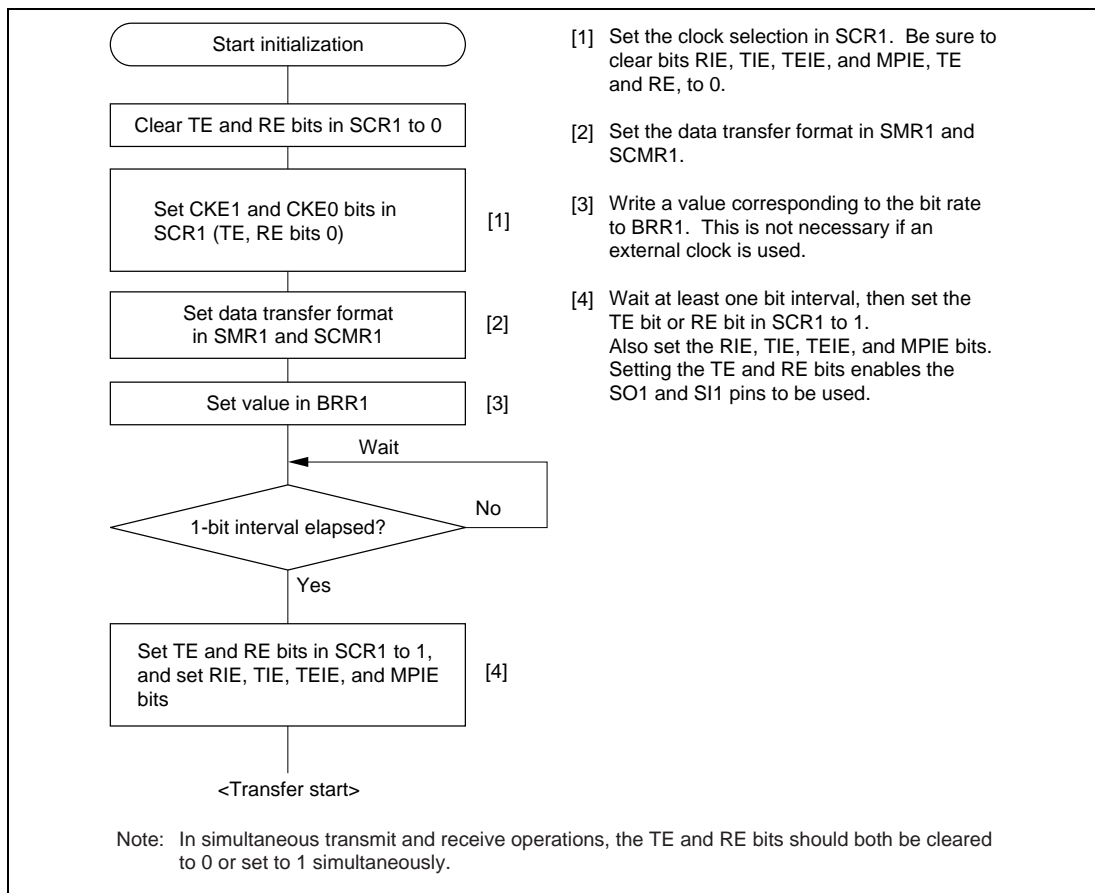 Start initialization
Clear TE and RE bits in SCR1 to 0
Set CKE1 and CKE0 bits in
SCR1 (TE, RE bits 0)
[1]
Set data transfer format
in SMR1 and SCMR1
[2]
Set value in BRR1
[3]
Wait
1-bit interval elapsed?
No
Yes
Set TE and RE bits in SCR1 to 1,
and set RIE, TIE, TEIE, and MPIE
bits
[4]
<Transfer start>
[1] Set the clock selection in SCR1. Be sure to
clear bits RIE, TIE, TEIE, and MPIE, TE
and RE, to 0.
[2] Set the data transfer format in SMR1 and
SCMR1.
[3] Write a value corresponding to the bit rate
to BRR1. This is not necessary if an
external clock is used.
[4] Wait at least one bit interval, then set the
TE bit or RE bit in SCR1 to 1.
Also set the RIE, TIE, TEIE, and MPIE bits.
Setting the TE and RE bits enables the
SO1 and SI1 pins to be used.
Note: In simultaneous transmit and receive operations, the TE and RE bits should both be cleared
to 0 or set to 1 simultaneously.